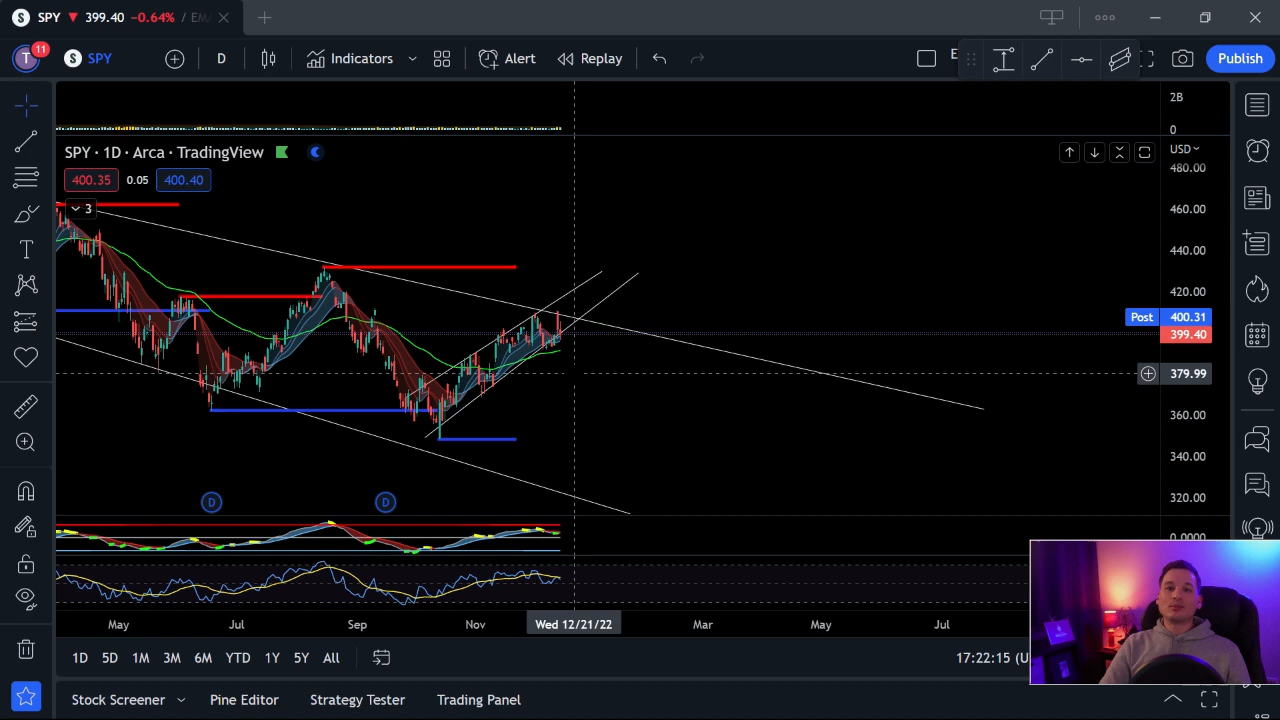 S SPY ▼ 399.40 -0.64% / EMA
T 11 S SPY D Indicators Alert Replay Publish
2B
0
SPY · 1D · Arca · TradingView
USD
400.35 0.05 400.40
3
480.00
460.00
440.00
420.00
Post 400.31
399.40
379.99
360.00
340.00
320.00
D D
0.0000
May Jul Sep Nov Wed 12/21/22 Mar May Jul
1D 5D 1M 3M 6M YTD 1Y 5Y All
17:22:15 (U
Stock Screener Pine Editor Strategy Tester Trading Panel